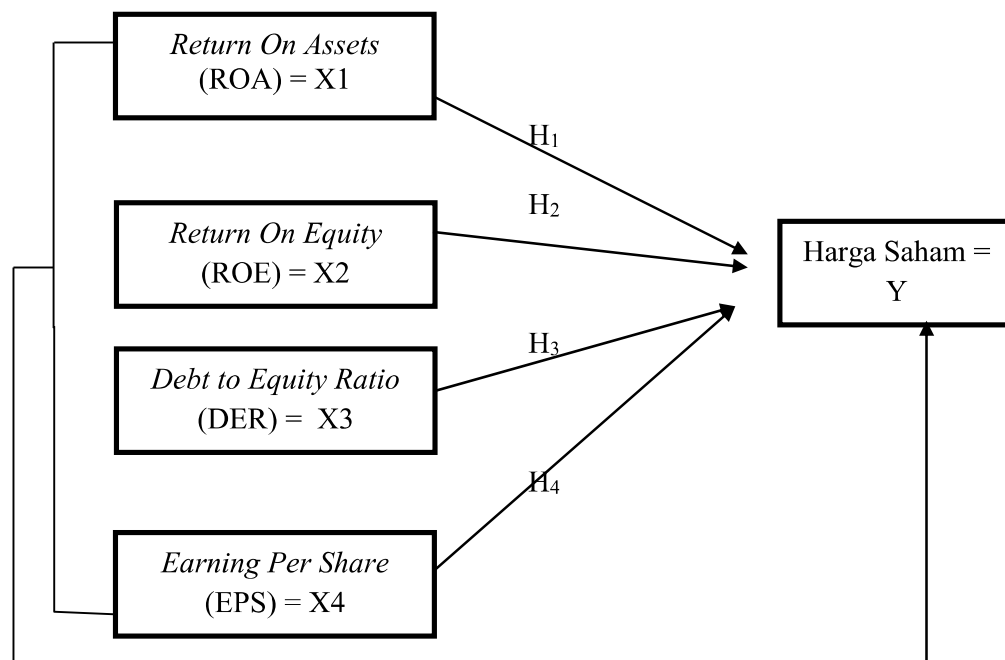 Return On Assets
(ROA) = X1
H₁
H₂
Return On Equity
(ROE) = X2
Harga Saham =
Y
H₃
Debt to Equity Ratio
(DER) = X3
H₄
Earning Per Share
(EPS) = X4